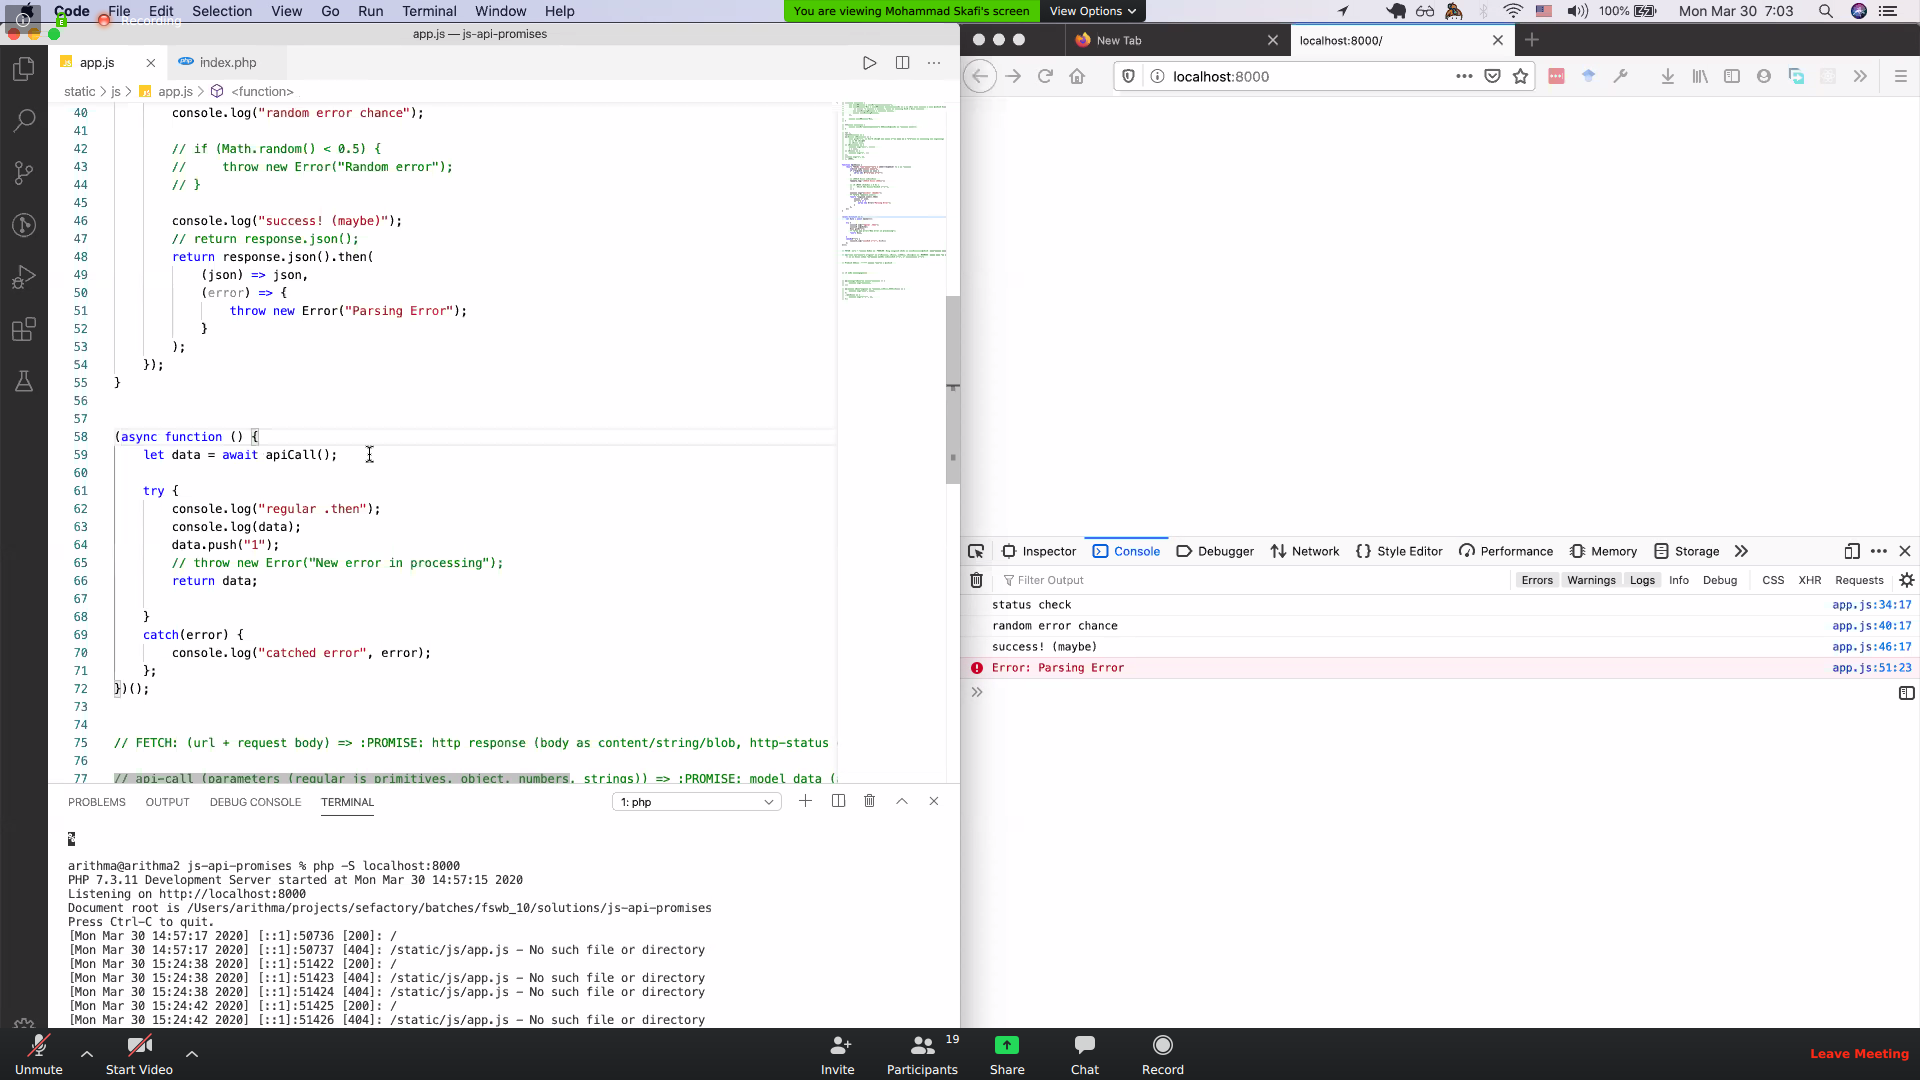 Code File Edit Selection View Go Run Terminal Window Help
Recording
You are viewing Mohammad Skafi's screen View Options
100% Mon Mar 30 7:03
app.js — js-api-promises
app.js index.php
static > js > app.js > <function>
40 console.log("random error chance");
41
42 // if (Math.random() < 0.5) {
43 // throw new Error("Random error");
44 // }
45
46 console.log("success! (maybe)");
47 // return response.json();
48 return response.json().then(
49 (json) => json,
50 (error) => {
51 throw new Error("Parsing Error");
52 }
53 );
54 });
55 }
56
57
58 (async function () {
59 let data = await apiCall();
60
61 try {
62 console.log("regular .then");
63 console.log(data);
64 data.push("1");
65 // throw new Error("New error in processing");
66 return data;
67
68 }
69 catch(error) {
70 console.log("catched error", error);
71 };
72 })();
73
74
75 // FETCH: (url + request body) => :PROMISE: http response (body as content/string/blob, http-status
76
77 // api-call (parameters (regular js primitives, object, numbers, strings)) => :PROMISE: model data (
PROBLEMS OUTPUT DEBUG CONSOLE TERMINAL 1: php
arithma@arithma2 js-api-promises % php -S localhost:8000
PHP 7.3.11 Development Server started at Mon Mar 30 14:57:15 2020
Listening on http://localhost:8000
Document root is /Users/arithma/projects/sefactory/batches/fswb_10/solutions/js-api-promises
Press Ctrl-C to quit.
[Mon Mar 30 14:57:17 2020] [::1]:50736 [200]: /
[Mon Mar 30 14:57:17 2020] [::1]:50737 [404]: /static/js/app.js - No such file or directory
[Mon Mar 30 15:24:38 2020] [::1]:51422 [200]: /
[Mon Mar 30 15:24:38 2020] [::1]:51423 [404]: /static/js/app.js - No such file or directory
[Mon Mar 30 15:24:38 2020] [::1]:51424 [404]: /static/js/app.js - No such file or directory
[Mon Mar 30 15:24:42 2020] [::1]:51425 [200]: /
[Mon Mar 30 15:24:42 2020] [::1]:51426 [404]: /static/js/app.js - No such file or directory
New Tab localhost:8000/
localhost:8000
Inspector Console Debugger Network Style Editor Performance Memory Storage
Filter Output Errors Warnings Logs Info Debug CSS XHR Requests
status check app.js:34:17
random error chance app.js:40:17
success! (maybe) app.js:46:17
Error: Parsing Error app.js:51:23
Unmute Start Video Invite Participants 19 Share Chat Record Leave Meeting